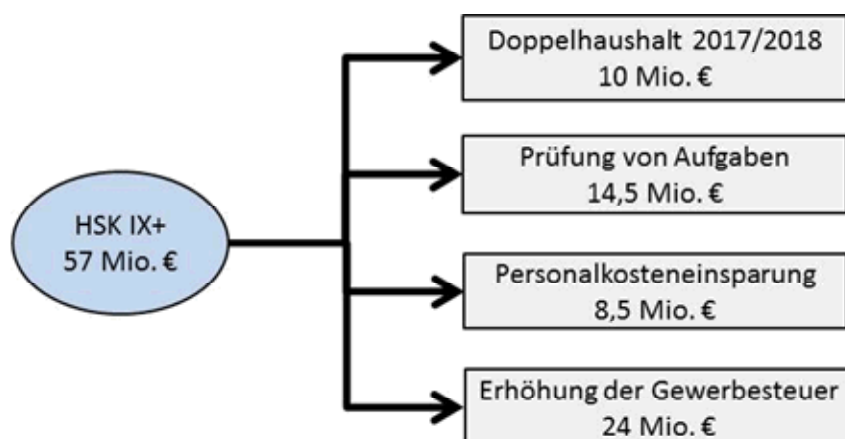 HSK IX+
57 Mio. €
Doppelhaushalt 2017/2018
10 Mio. €
Prüfung von Aufgaben
14,5 Mio. €
Personalkosteneinsparung
8,5 Mio. €
Erhöhung der Gewerbesteuer
24 Mio. €